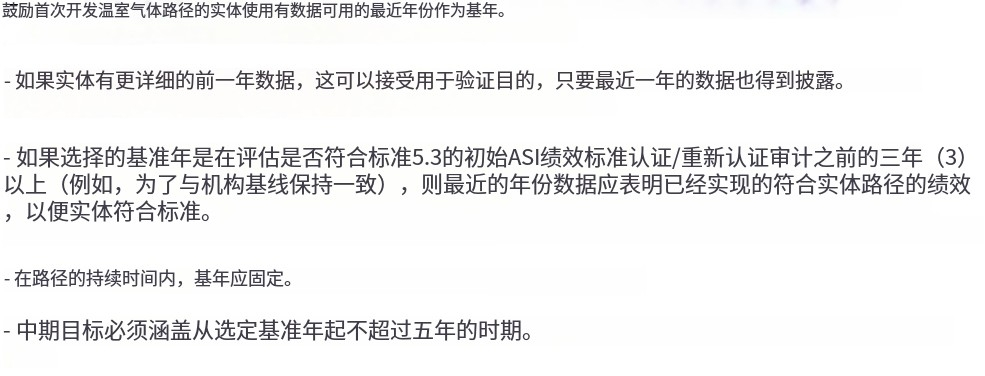 鼓励首次开发温室气体路径的实体使用有数据可用的最近年份作为基年。
- 如果实体有更详细的前一年数据，这可以接受用于验证目的，只要最近一年的数据也得到披露。
- 如果选择的基准年是在评估是否符合标准5.3的初始ASI绩效标准认证/重新认证审计之前的三年（3）
以上（例如，为了与机构基线保持一致），则最近的年份数据应表明已经实现的符合实体路径的绩效
，以便实体符合标准。
- 在路径的持续时间内，基年应固定。
- 中期目标必须涵盖从选定基准年起不超过五年的时期。